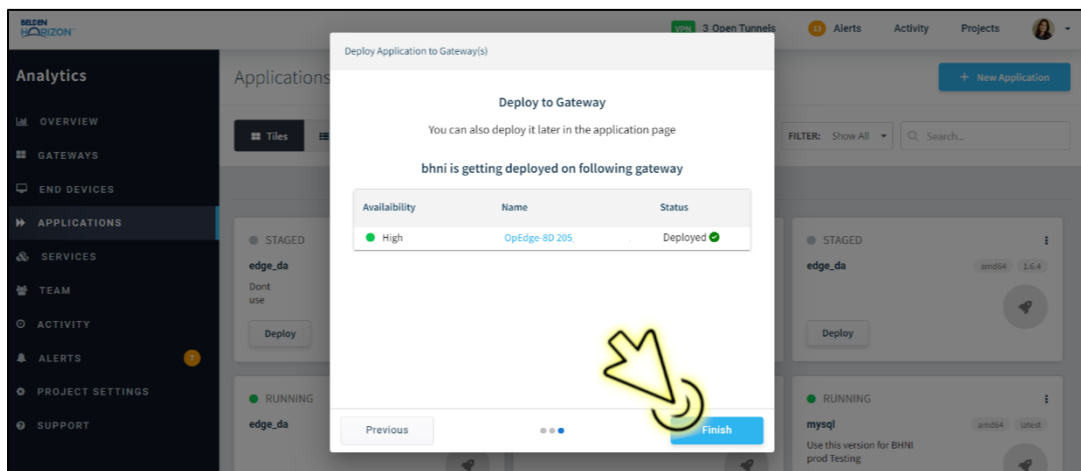 BELDEN
HORIZON
VPN 3 Open Tunnels
13 Alerts
Activity
Projects
Analytics
OVERVIEW
GATEWAYS
END DEVICES
APPLICATIONS
SERVICES
TEAM
ACTIVITY
ALERTS 7
PROJECT SETTINGS
SUPPORT
Applications
+ New Application
Tiles
FILTER: Show All
Search...
Deploy Application to Gateway(s)
Deploy to Gateway
You can also deploy it later in the application page
bhni is getting deployed on following gateway
Availaibility Name Status
High OpEdge-8D 205 Deployed
Previous
Finish
STAGED
edge_da
Dont
use
Deploy
STAGED
edge_da amd64 1.6.4
Deploy
RUNNING
edge_da
RUNNING
mysql amd64 latest
Use this version for BHNI
prod Testing